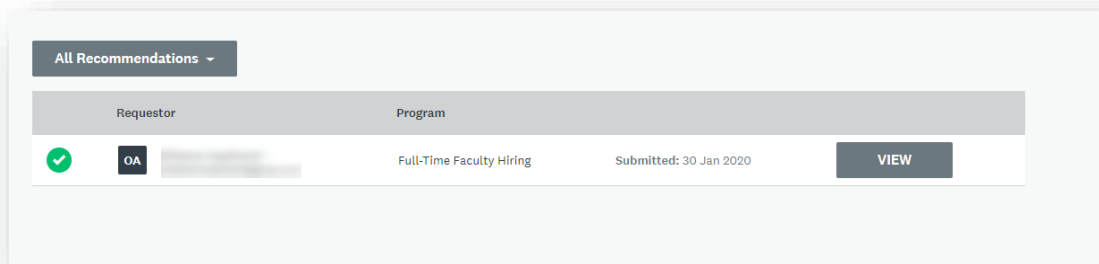 All Recommendations
Requestor Program
OA Full-Time Faculty Hiring Submitted: 30 Jan 2020 VIEW